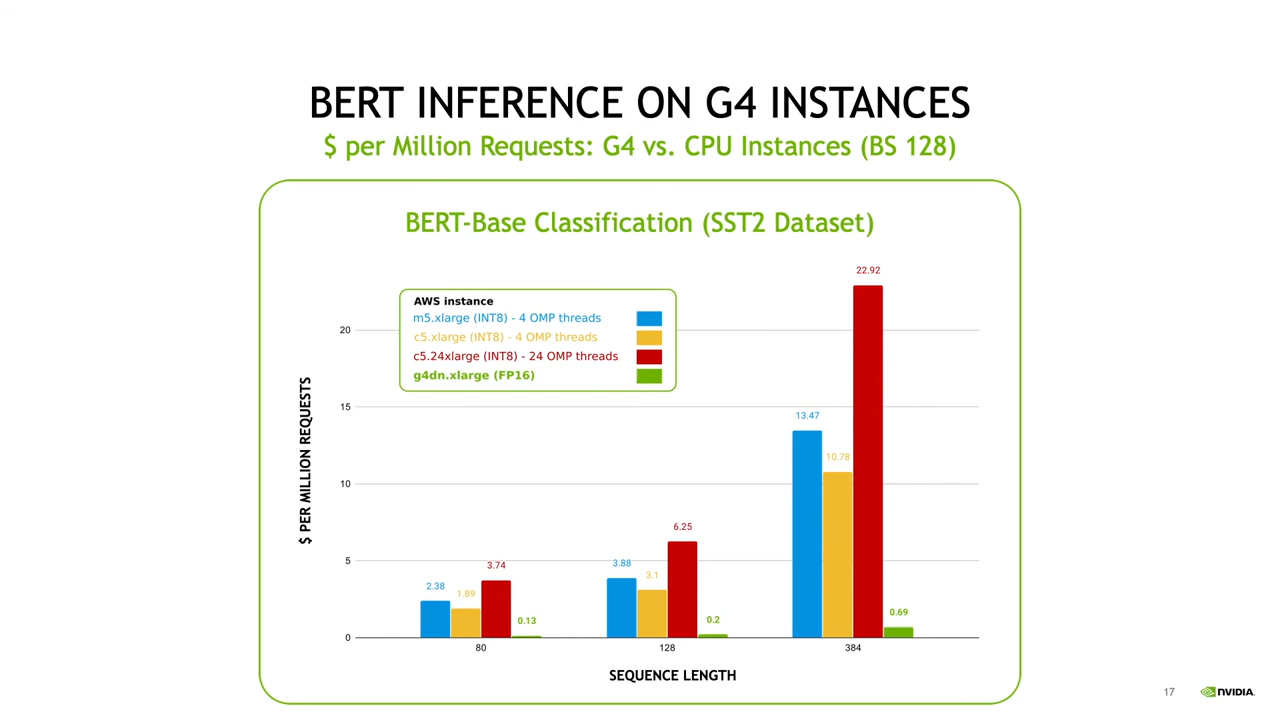 BERT INFERENCE ON G4 INSTANCES
$ per Million Requests: G4 vs. CPU Instances (BS 128)
BERT-Base Classification (SST2 Dataset)
AWS instance
m5.xlarge (INT8) - 4 OMP threads
c5.xlarge (INT8) - 4 OMP threads
c5.24xlarge (INT8) - 24 OMP threads
g4dn.xlarge (FP16)
$ PER MILLION REQUESTS
20
15
10
5
0
2.38
1.89
3.74
0.13
3.88
3.1
6.25
0.2
13.47
10.78
22.92
0.69
80
128
384
SEQUENCE LENGTH
17
NVIDIA.